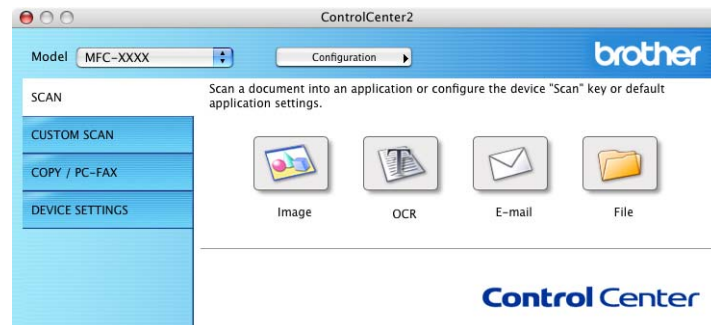 ControlCenter2
Model MFC-XXXX Configuration brother
SCAN
Scan a document into an application or configure the device "Scan" key or default
application settings.
CUSTOM SCAN
COPY / PC-FAX
DEVICE SETTINGS
Image OCR E-mail File
Control Center